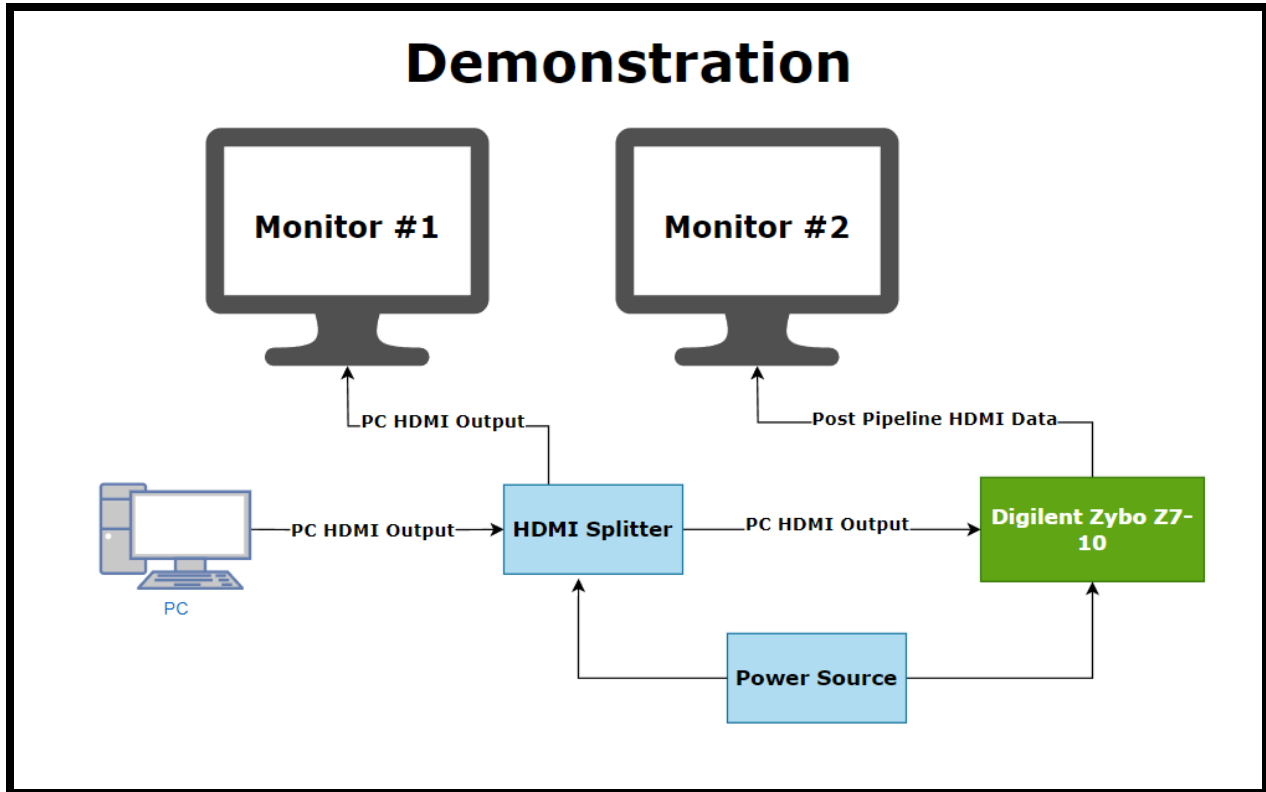 Demonstration
Monitor #1
Monitor #2
PC HDMI Output
Post Pipeline HDMI Data
PC HDMI Output
HDMI Splitter
PC HDMI Output
Digilent Zybo Z7-
10
PC
Power Source